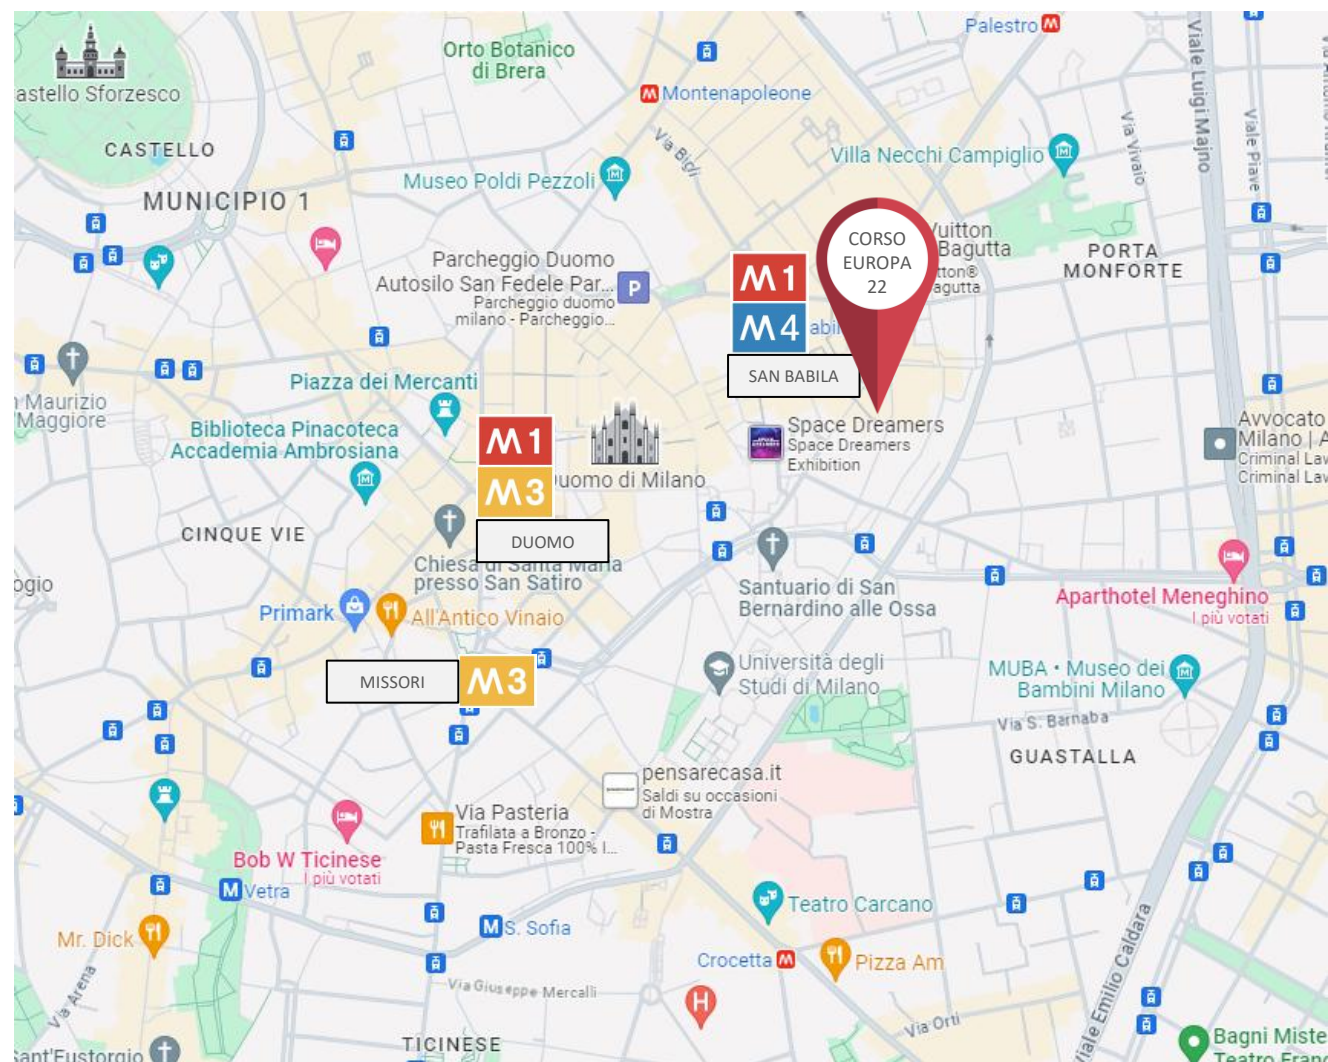 Palestro M
Orto Botanico
di Brera
Viale Luigi Majno
astello Sforzesco
M Montenapoleone
Via Vivaio
Viale Piave
CASTELLO
Via Bigli
Villa Necchi Campiglio
Museo Poldi Pezzoli
MUNICIPIO 1
CORSO
EUROPA
22
Vuitton
Bagutta
tton®
agutta
PORTA
MONFORTE
Parcheggio Duomo
Autosilo San Fedele Par...
Parcheggio duomo
milano - Parcheggio...
P
M1
M4
abil
SAN BABILA
Piazza dei Mercanti
Maurizio
Maggiore
Biblioteca Pinacoteca
Accademia Ambrosiana
M1
M3
DUOMO
uomo di Milano
Space Dreamers
Space Dreamers
Exhibition
Avvocato
Milano | A
Criminal Law
Criminal Law
CINQUE VIE
Chiesa di Santa Maria
presso San Satiro
ogio
Santuario di San
Bernardino alle Ossa
Aparthotel Meneghino
I più votati
Primark
All'Antico Vinaio
MISSORI
M3
Università degli
Studi di Milano
MUBA • Museo dei
Bambini Milano
Via S. Barnaba
GUASTALLA
pensarecasa.it
Saldi su occasioni
di Mostra
Via Pasteria
Trafilata a Bronzo -
Pasta Fresca 100% I...
Bob W Ticinese
I più votati
M Vetra
Teatro Carcano
M S. Sofia
Mr. Dick
Crocetta M
Pizza Am
Via Arena
Via Giuseppe Mercalli
H
Via Orti
Viale Emilio Caldara
TICINESE
Sant'Eustorgio
Bagni Miste
Teatro Fran